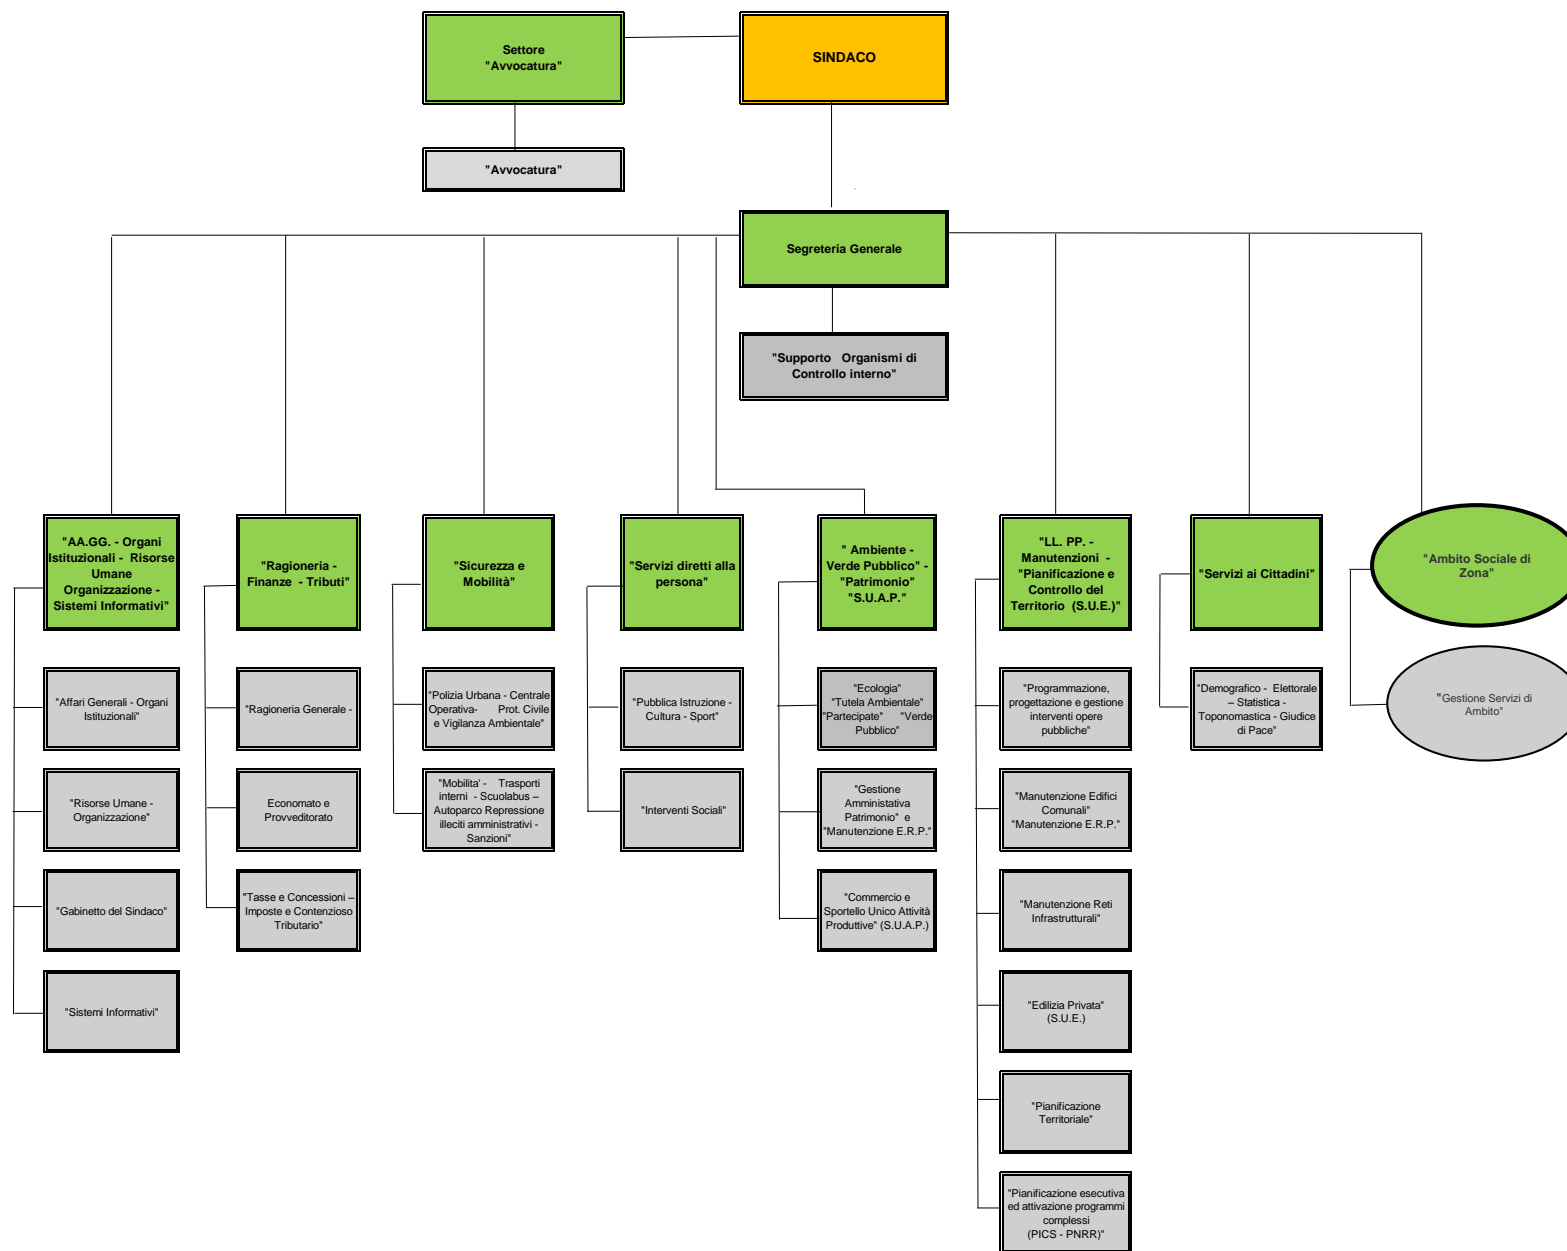 Settore
"Avvocatura"
SINDACO
"Avvocatura"
Segreteria Generale
"Supporto Organismi di
Controllo interno"
"AA.GG. - Organi
Istituzionali - Risorse
Umane
Organizzazione -
Sistemi Informativi"
"Ragioneria -
Finanze - Tributi"
"Sicurezza e
Mobilità"
"Servizi diretti alla
persona"
" Ambiente -
Verde Pubblico" -
"Patrimonio"
"S.U.A.P."
"LL. PP. -
Manutenzioni -
"Pianificazione e
Controllo del
Territorio (S.U.E.)"
"Servizi ai Cittadini"
"Ambito Sociale di
Zona"
"Affari Generali - Organi
Istituzionali"
"Ragioneria Generale -
"Polizia Urbana - Centrale
Operativa- Prot. Civile
e Vigilanza Ambientale"
"Pubblica Istruzione -
Cultura - Sport"
"Ecologia"
"Tutela Ambientale"
"Partecipate" "Verde
Pubblico"
"Programmazione,
progettazione e gestione
interventi opere
pubbliche"
"Demografico - Elettorale
– Statistica -
Toponomastica - Giudice
di Pace"
"Gestione Servizi di
Ambito"
"Risorse Umane -
Organizzazione"
Economato e
Provveditorato
"Mobilita' - Trasporti
interni - Scuolabus –
Autoparco Repressione
illeciti amministrativi -
Sanzioni"
"Interventi Sociali"
"Gestione
Amministativa
Patrimonio" e
"Manutenzione E.R.P."
"Manutenzione Edifici
Comunali"
"Manutenzione E.R.P."
"Gabinetto del Sindaco"
"Tasse e Concessioni –
Imposte e Contenzioso
Tributario"
"Commercio e
Sportello Unico Attività
Produttive" (S.U.A.P.)
"Manutenzione Reti
Infrastrutturali"
"Sistemi Informativi"
"Edilizia Privata"
(S.U.E.)
"Pianificazione
Territoriale"
"Pianificazione esecutiva
ed attivazione programmi
complessi
(PICS - PNRR)"